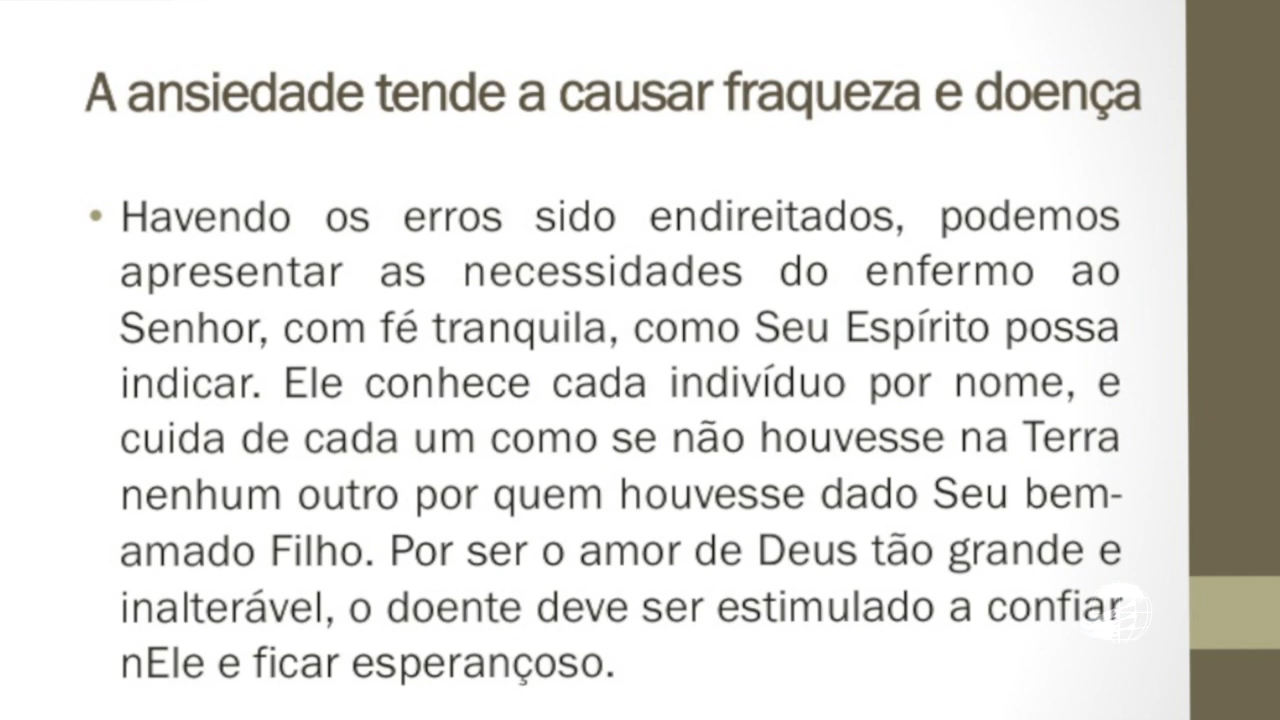 A ansiedade tende a causar fraqueza e doença
• Havendo os erros sido endireitados, podemos
apresentar as necessidades do enfermo ao
Senhor, com fé tranquila, como Seu Espírito possa
indicar. Ele conhece cada indivíduo por nome, e
cuida de cada um como se não houvesse na Terra
nenhum outro por quem houvesse dado Seu bem-
amado Filho. Por ser o amor de Deus tão grande e
inalterável, o doente deve ser estimulado a confiar
nEle e ficar esperançoso.